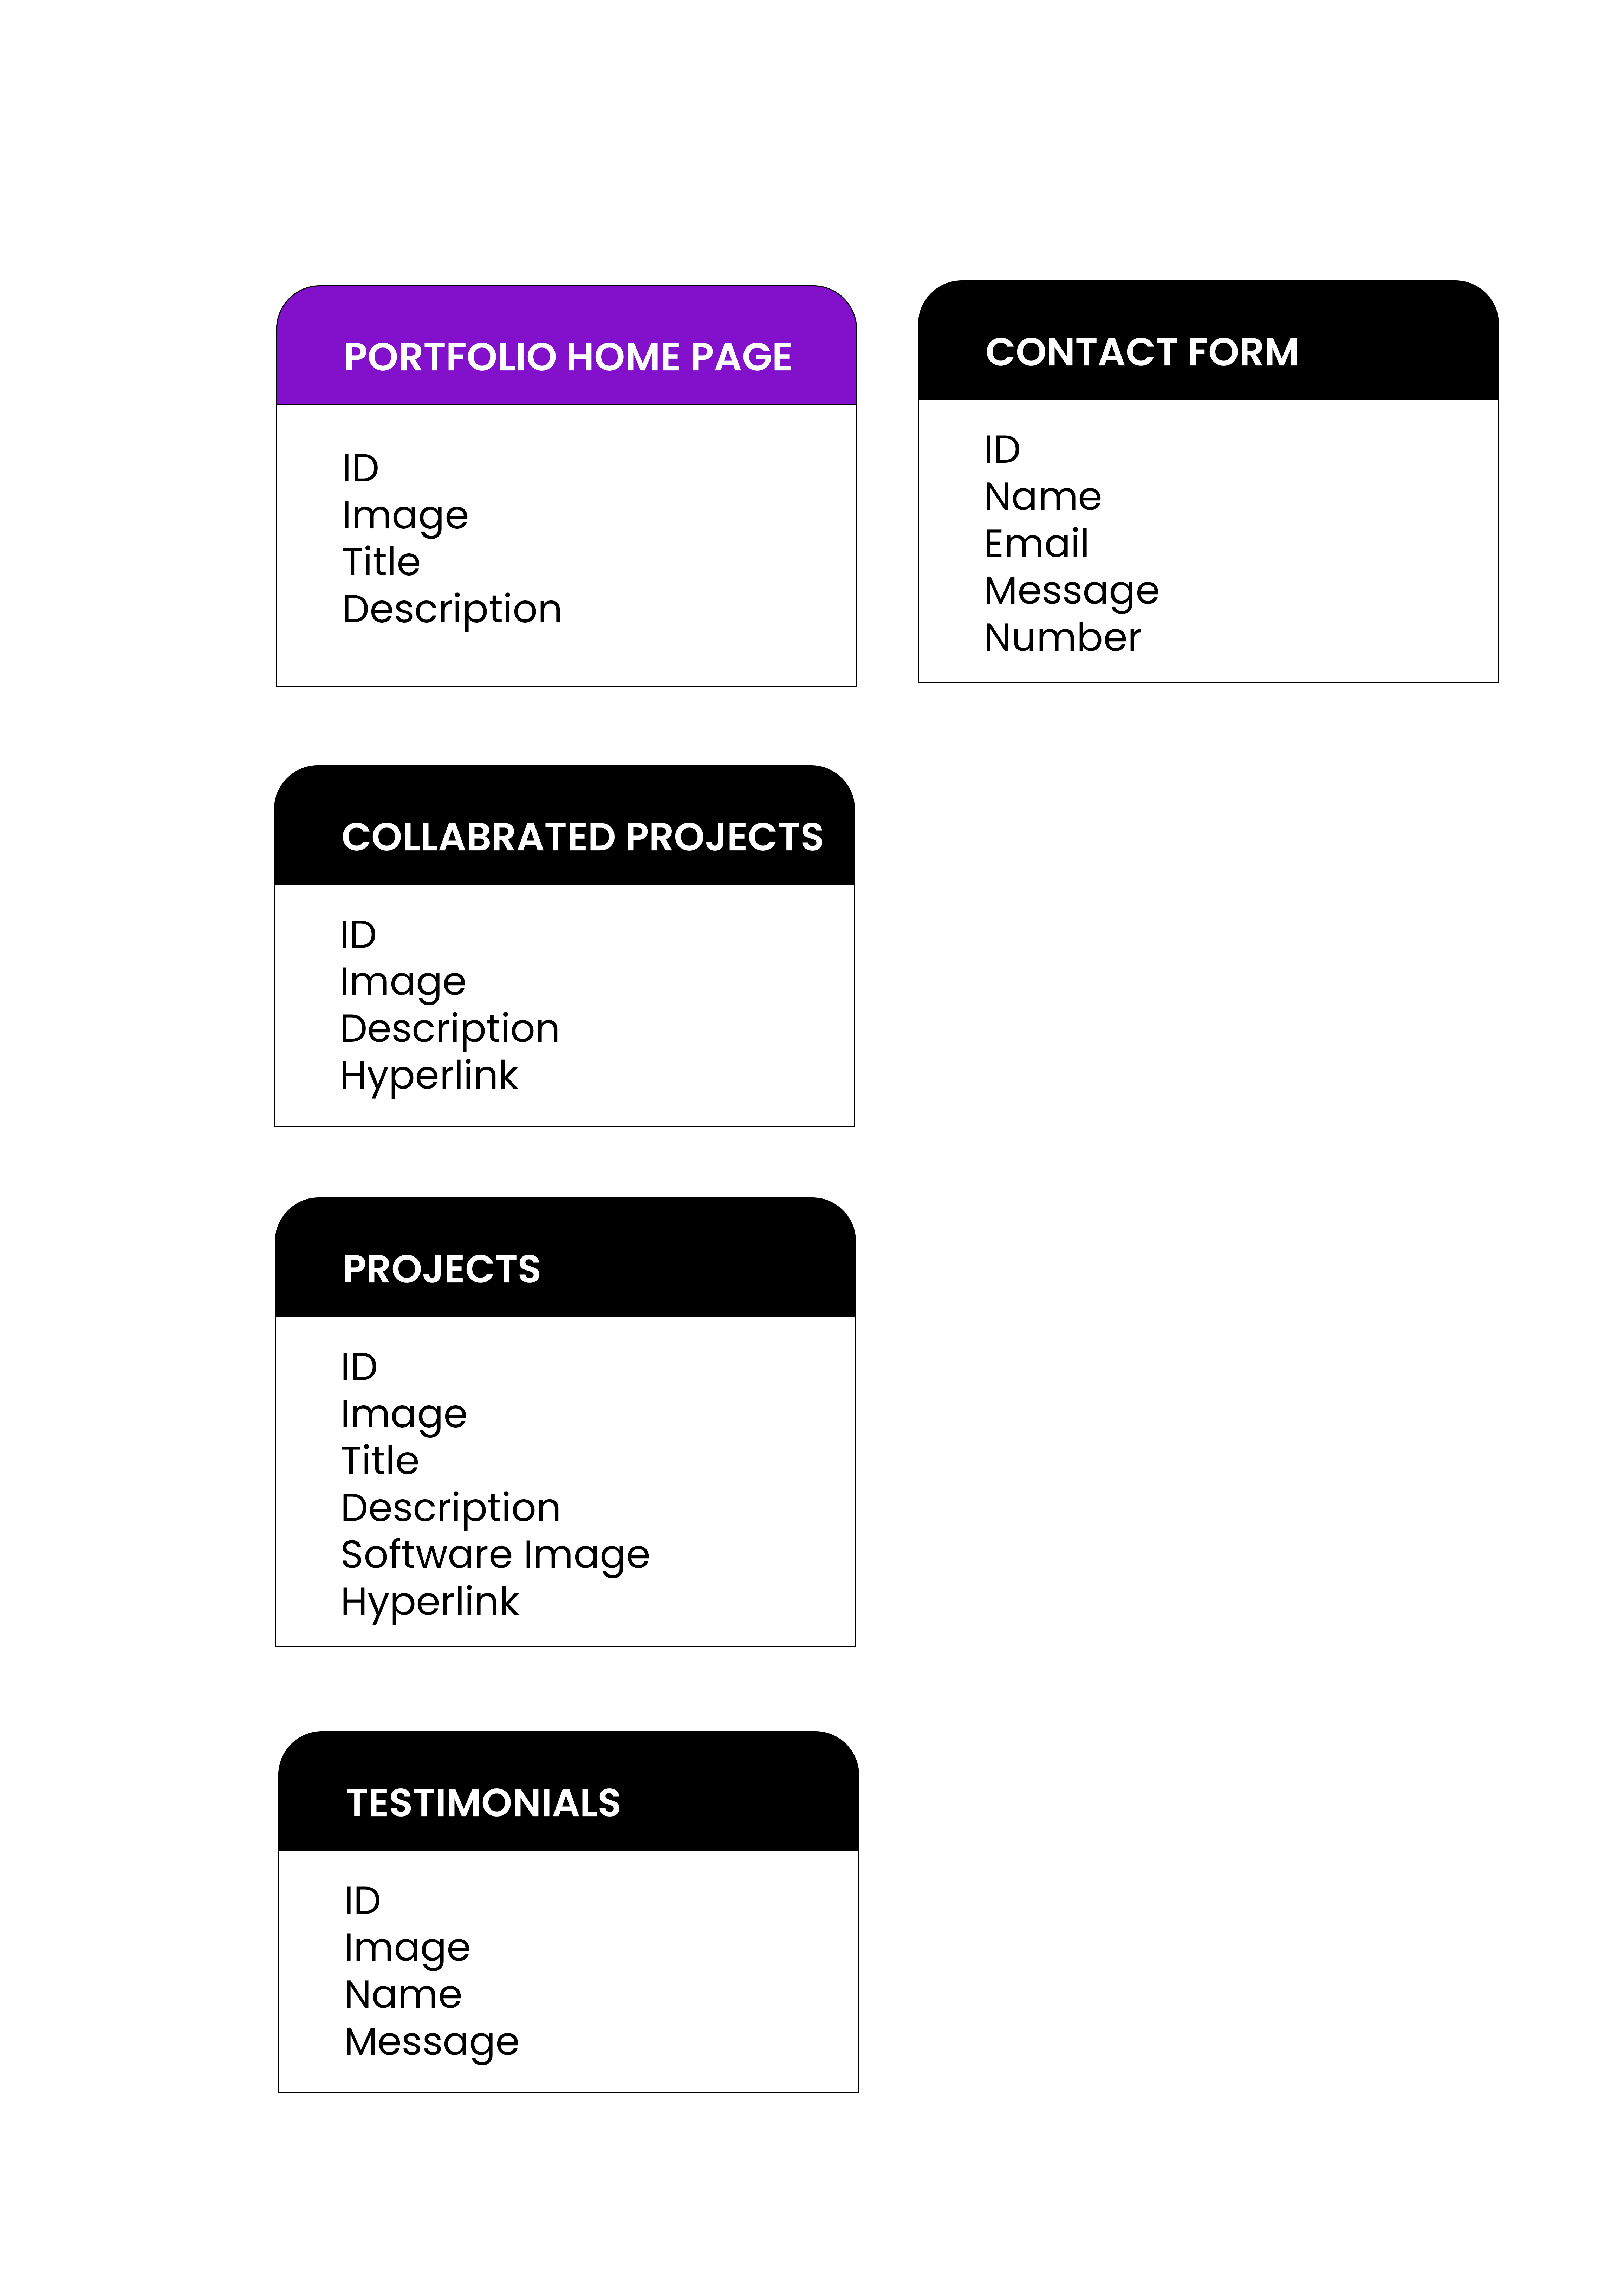 PORTFOLIO HOME PAGE
ID
Image
Title
Description
CONTACT FORM
ID
Name
Email
Message
Number
COLLABRATED PROJECTS
ID
Image
Description
Hyperlink
PROJECTS
ID
Image
Title
Description
Software Image
Hyperlink
TESTIMONIALS
ID
Image
Name
Message